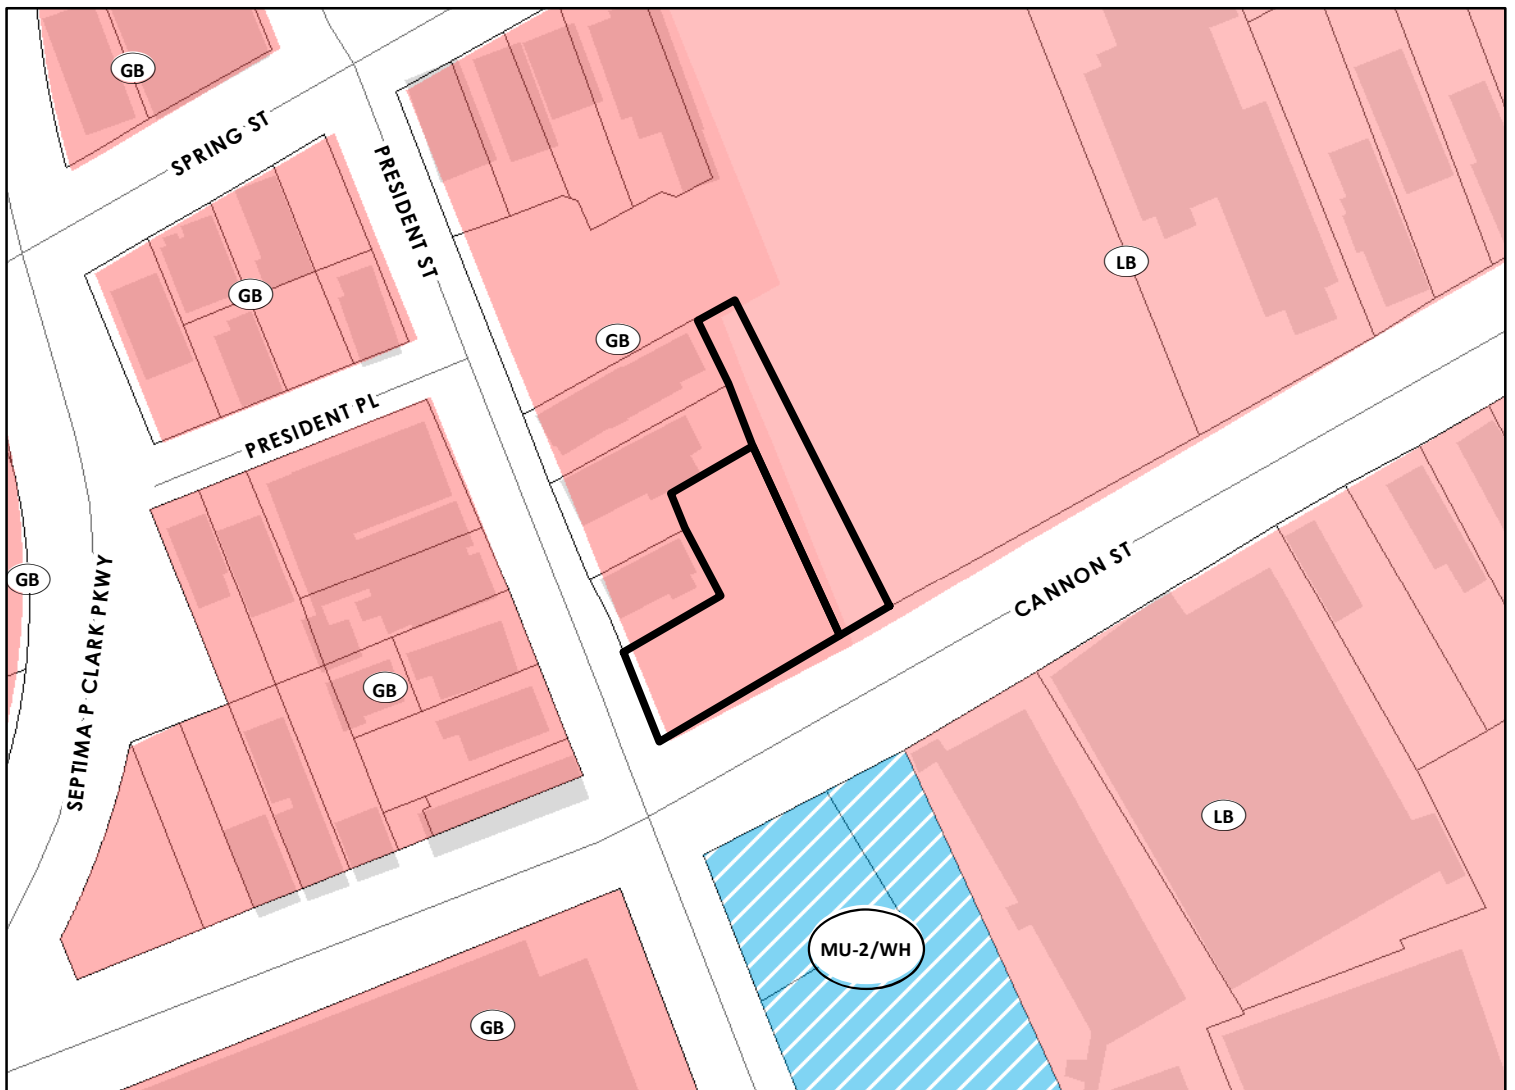 GB
SPRING ST
PRESIDENT ST
LB
GB
GB
PRESIDENT PL
GB
SEPTIMA P CLARK PKWY
CANNON ST
GB
LB
MU-2/WH
GB